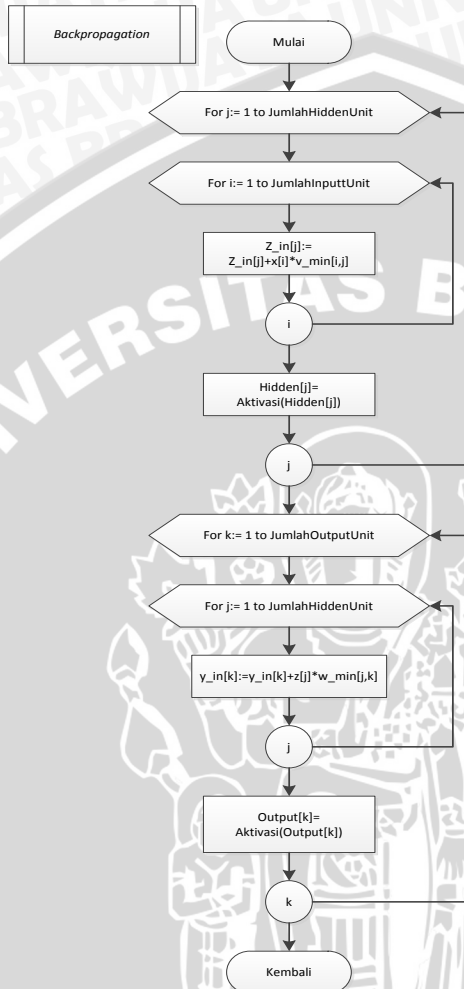 Backpropagation
Mulai
For j:= 1 to JumlahHiddenUnit
For i:= 1 to JumlahInputtUnit
Z_in[j]:=
Z_in[j]+x[i]*v_min[i,j]
i
Hidden[j]=
Aktivasi(Hidden[j])
j
For k:= 1 to JumlahOutputUnit
For j:= 1 to JumlahHiddenUnit
y_in[k]:=y_in[k]+z[j]*w_min[j,k]
j
Output[k]=
Aktivasi(Output[k])
k
Kembali